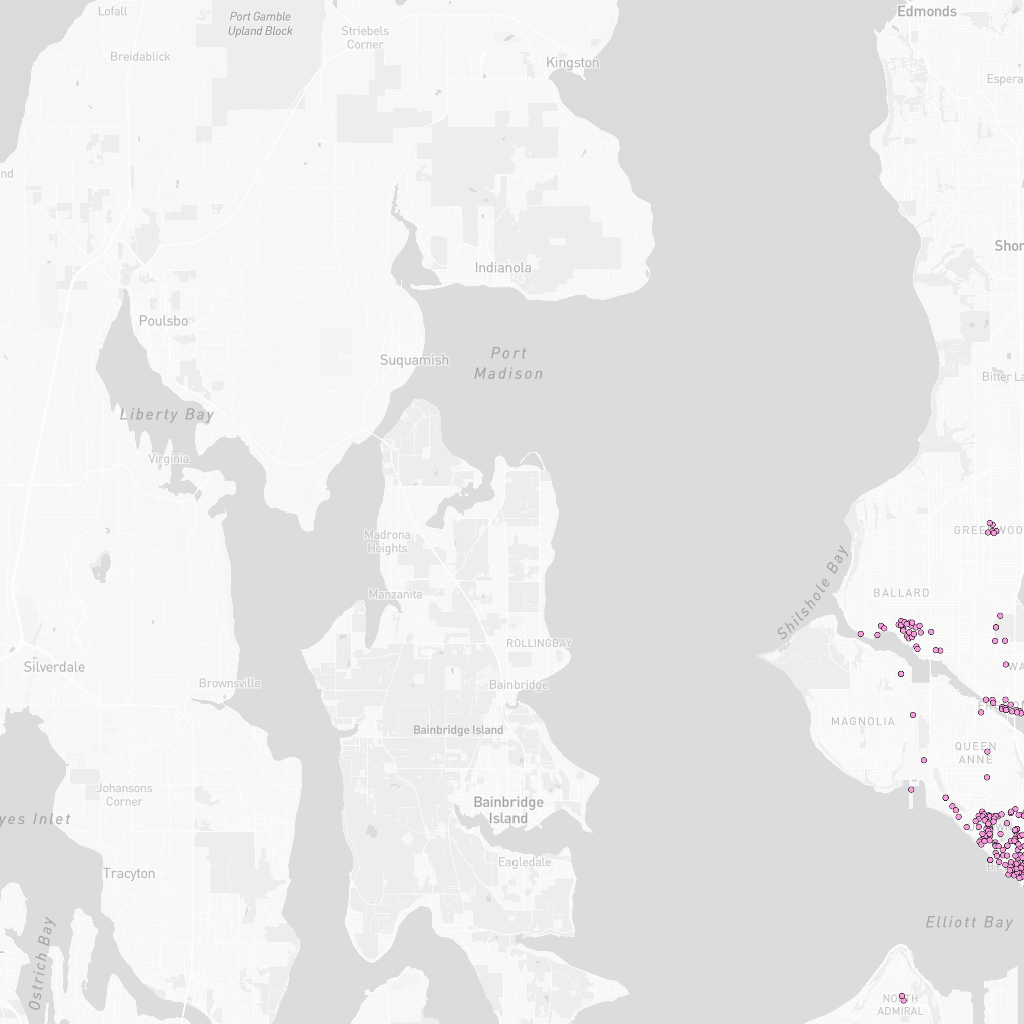 Lofall
Port Gamble
Upland Block
Edmonds
Striebels
Corner
Breidablick
Kingston
Espera
nd
Shor
Indianola
Poulsbo
Port
Madison
Suquamish
Bitter La
Liberty Bay
Virginia
GREENWOO
Madrona
Heights
Shilshole Bay
BALLARD
Manzanita
ROLLINGBAY
Silverdale
WA
Brownsville
Bainbridge
MAGNOLIA
Bainbridge Island
QUEEN
ANNE
Johansons
Corner
Bainbridge
Island
yes Inlet
Eagledale
Tracyton
Elliott Bay
Ostrich Bay
NORTH
ADMIRAL